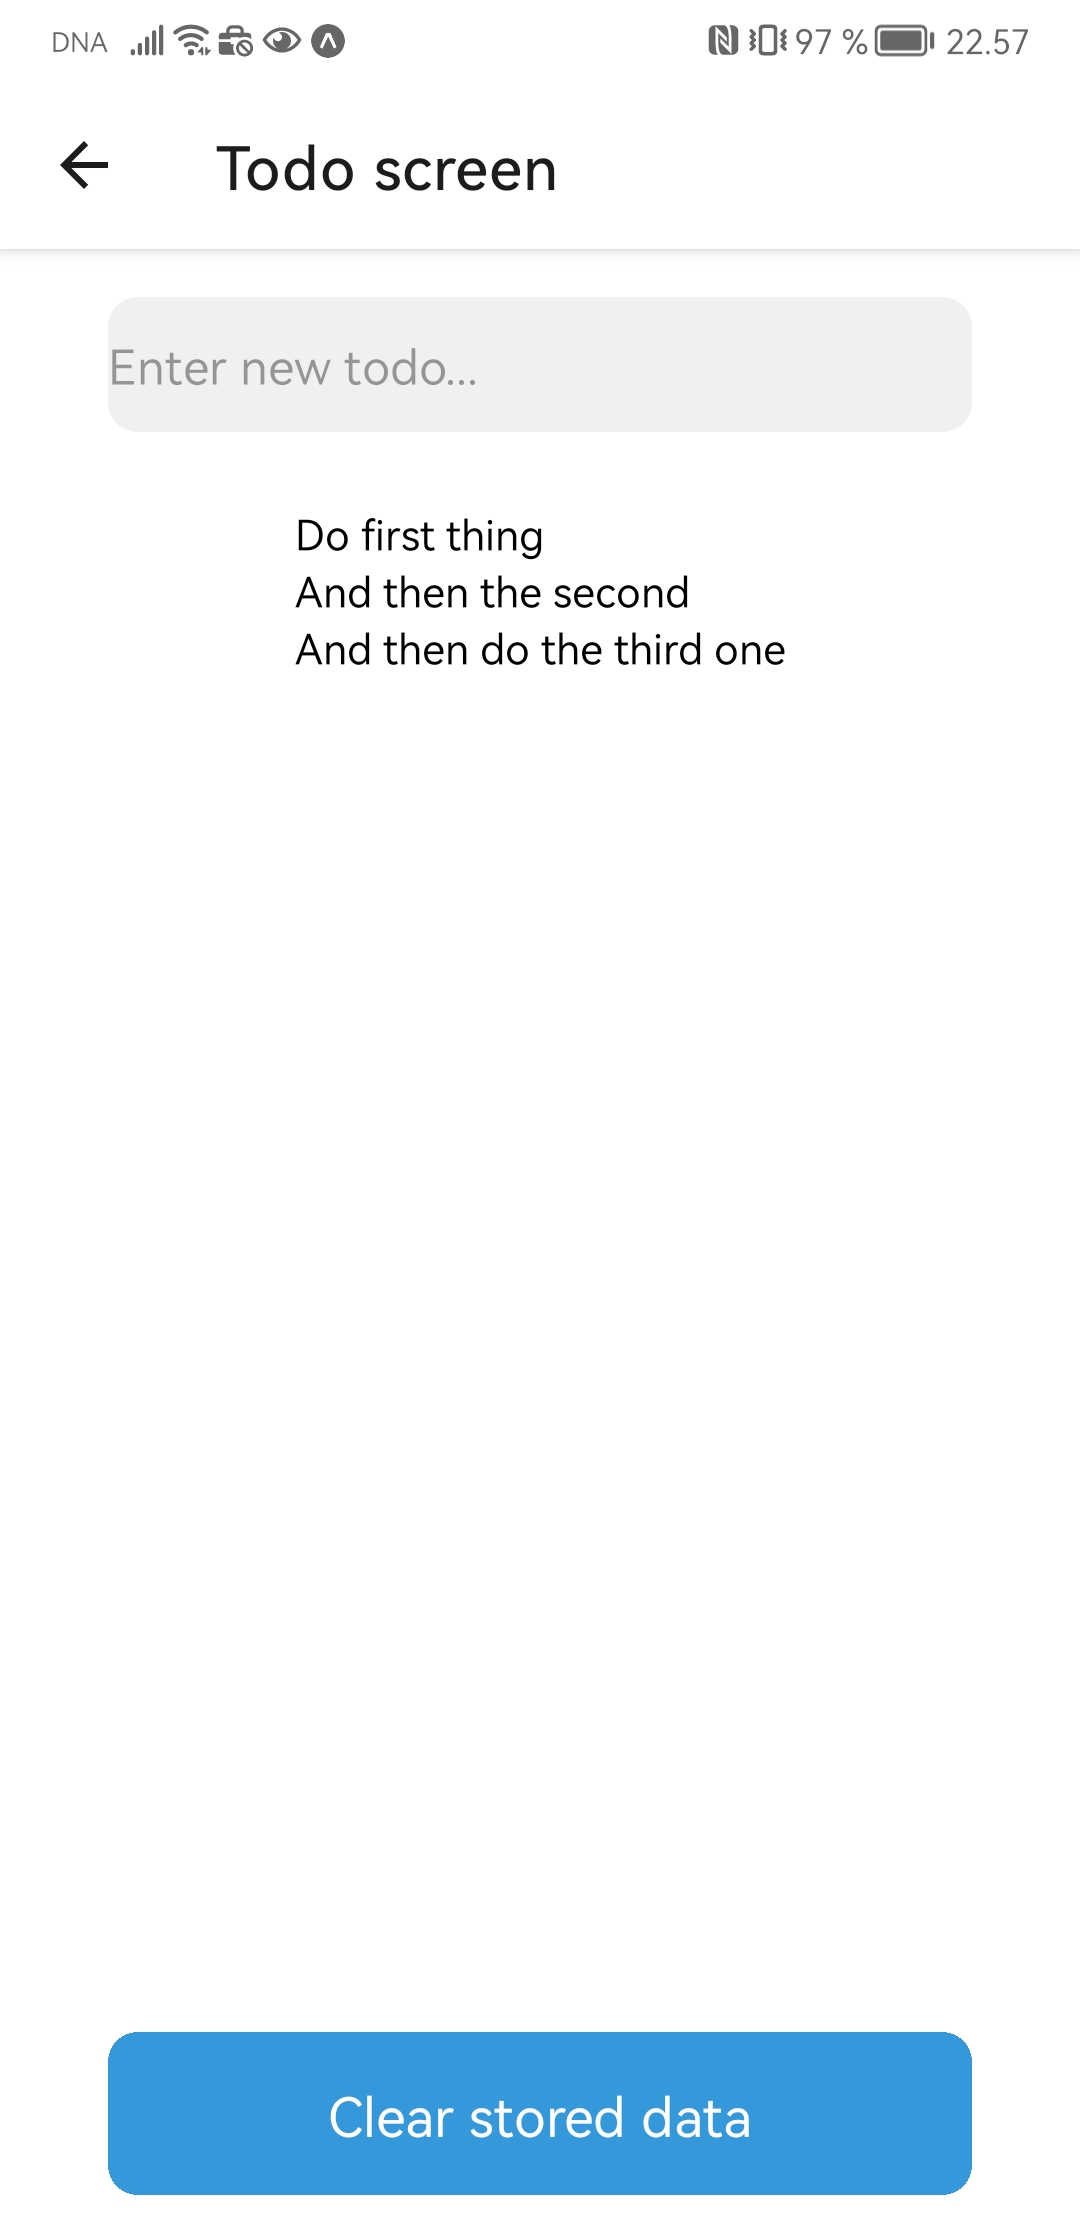 DNA 97 % 22.57
Todo screen
Enter new todo...
Do first thing
And then the second
And then do the third one
Clear stored data